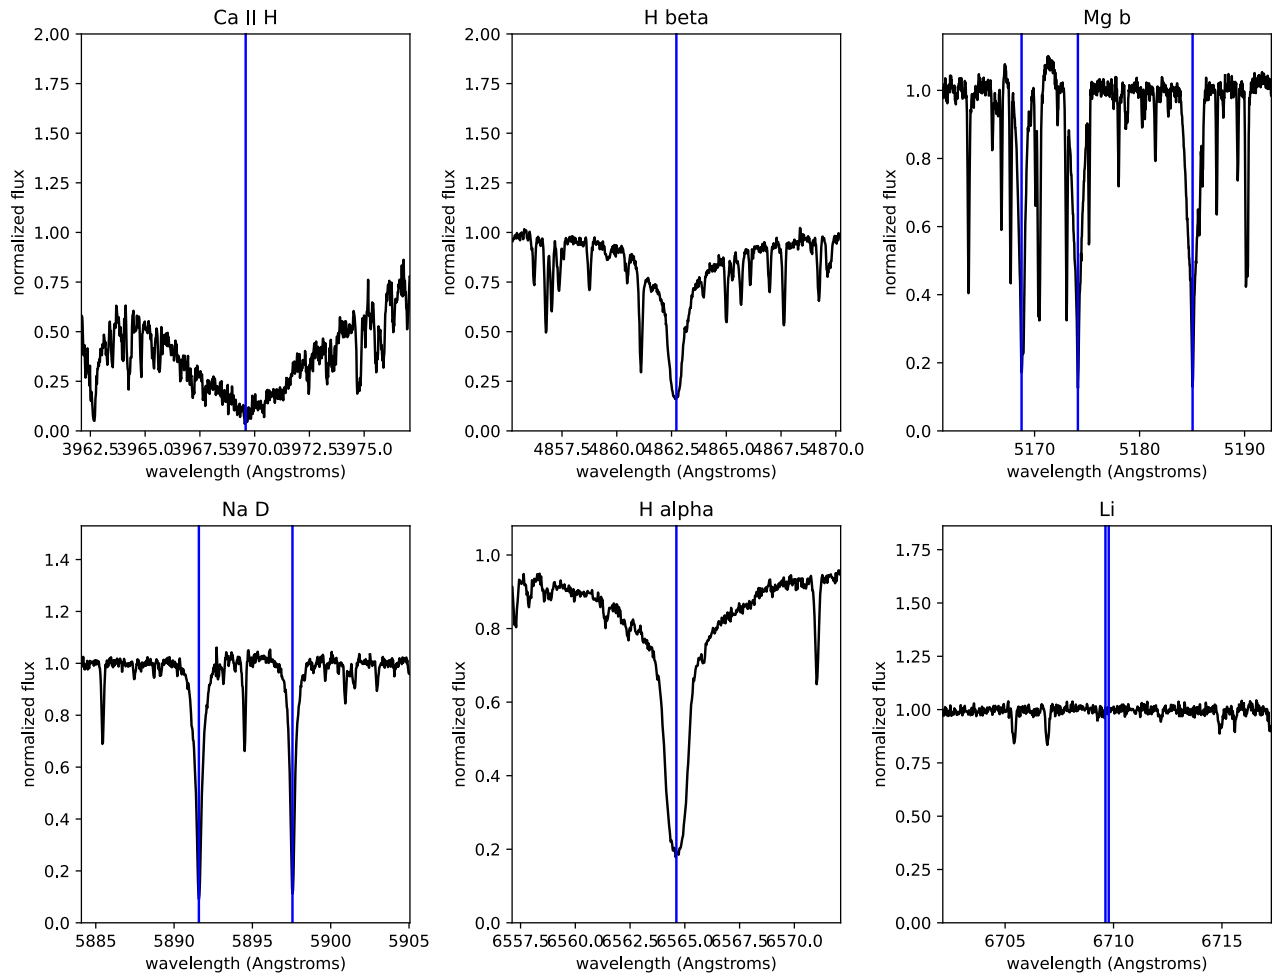 Ca II H
2.00
1.75
1.50
1.25
1.00
0.75
0.50
0.25
0.00
normalized flux
3962.53965.03967.53970.03972.53975.0
wavelength (Angstroms)
H beta
2.00
1.75
1.50
1.25
1.00
0.75
0.50
0.25
0.00
normalized flux
4857.54860.04862.54865.04867.54870.0
wavelength (Angstroms)
Mg b
1.0
0.8
0.6
0.4
0.2
0.0
normalized flux
5170 5180 5190
wavelength (Angstroms)
Na D
1.4
1.2
1.0
0.8
0.6
0.4
0.2
0.0
normalized flux
5885 5890 5895 5900 5905
wavelength (Angstroms)
H alpha
1.0
0.8
0.6
0.4
0.2
0.0
normalized flux
6557.56560.06562.56565.06567.56570.0
wavelength (Angstroms)
Li
1.75
1.50
1.25
1.00
0.75
0.50
0.25
0.00
normalized flux
6705 6710 6715
wavelength (Angstroms)